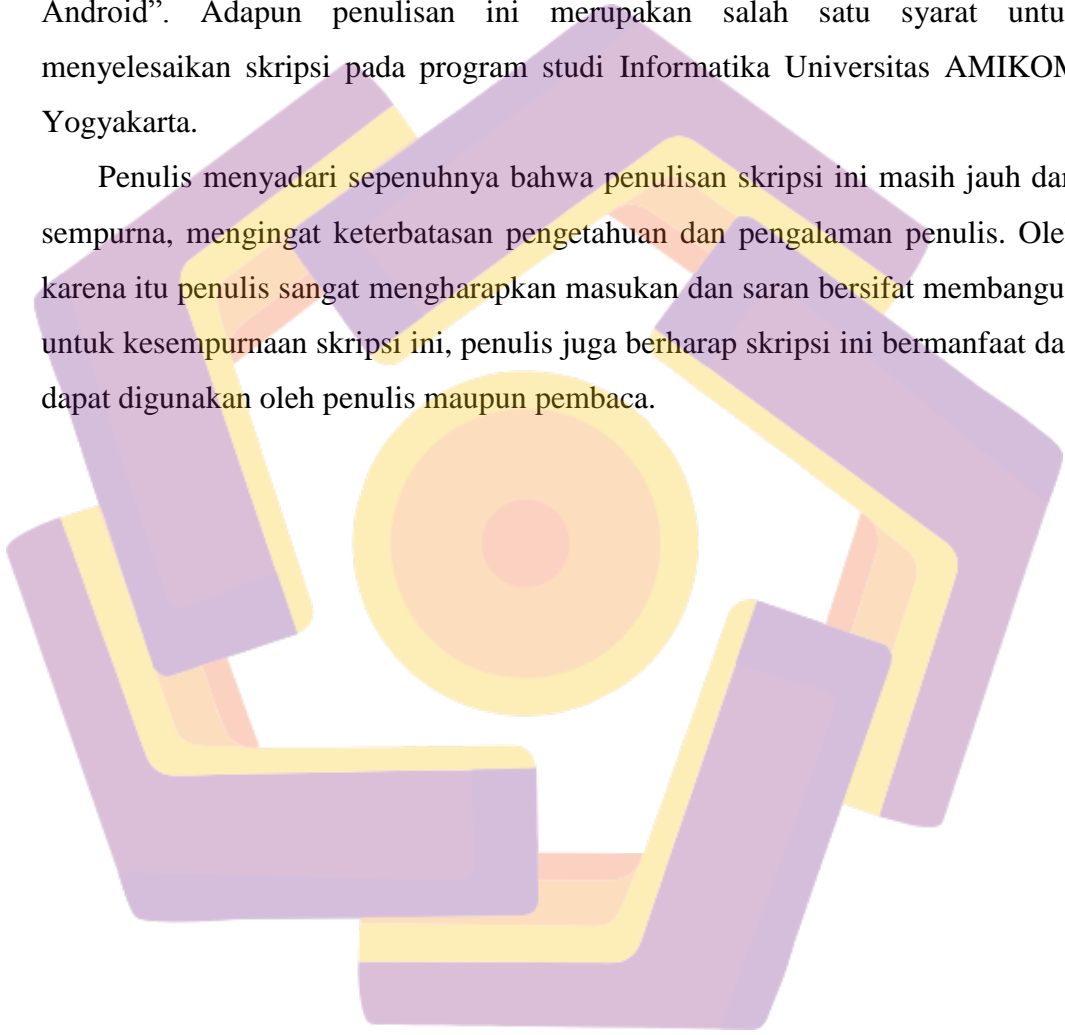 Android”. Adapun penulisan ini merupakan salah satu syarat untu
menyelesaikan skripsi pada program studi Informatika Universitas AMIKOM
Yogyakarta.
Penulis menyadari sepenuhnya bahwa penulisan skripsi ini masih jauh dar
sempurna, mengingat keterbatasan pengetahuan dan pengalaman penulis. Ole
karena itu penulis sangat mengharapkan masukan dan saran bersifat membangu
untuk kesempurnaan skripsi ini, penulis juga berharap skripsi ini bermanfaat da
dapat digunakan oleh penulis maupun pembaca.